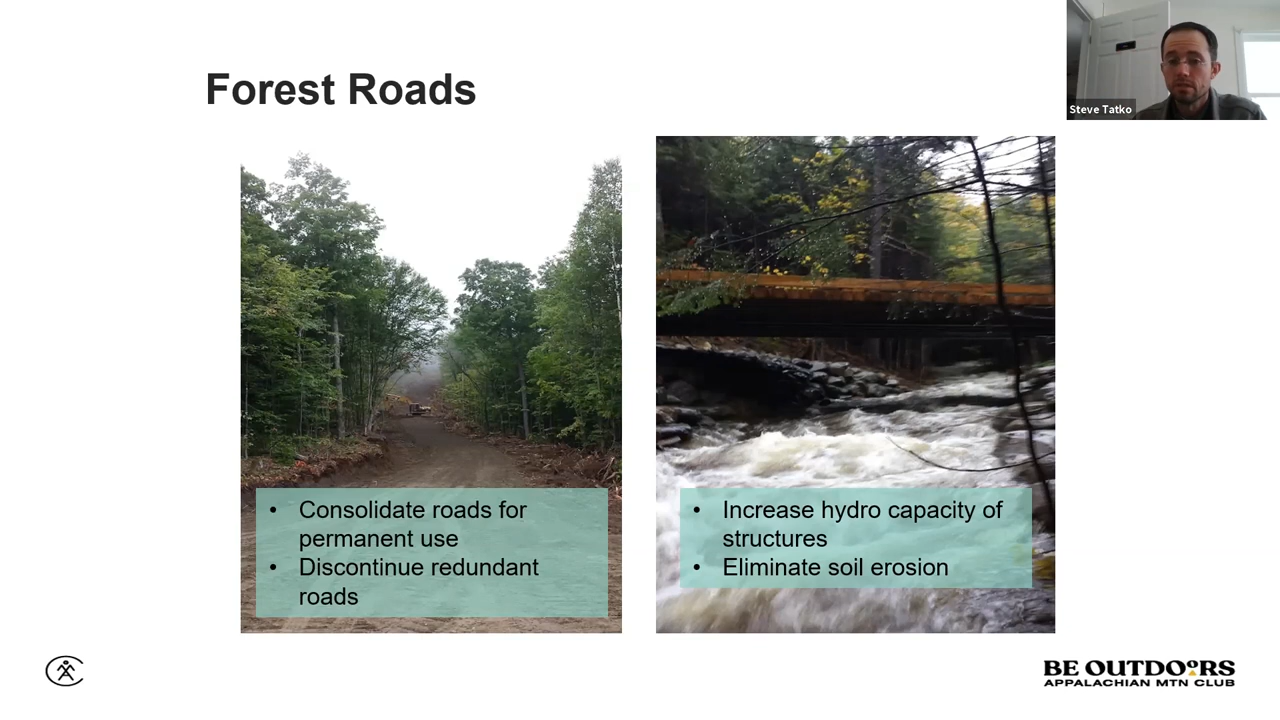 Forest Roads
Steve Tatko
• Consolidate roads for
permanent use
• Discontinue redundant
roads
• Increase hydro capacity of
structures
• Eliminate soil erosion
BE OUTDOORS
APPALACHIAN MTN CLUB